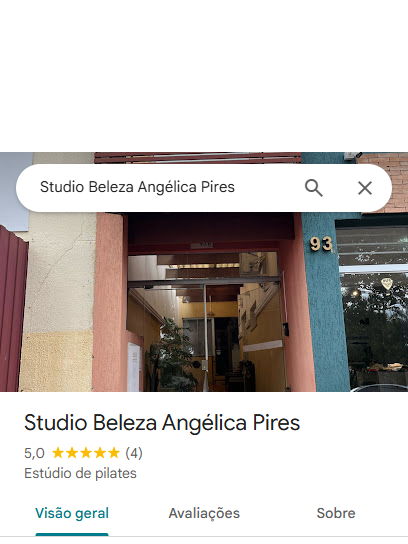 Studio Beleza Angélica Pires
93
Studio Beleza Angélica Pires
5,0 ★★★★★ (4)
Estúdio de pilates
Visão geral Avaliações Sobre